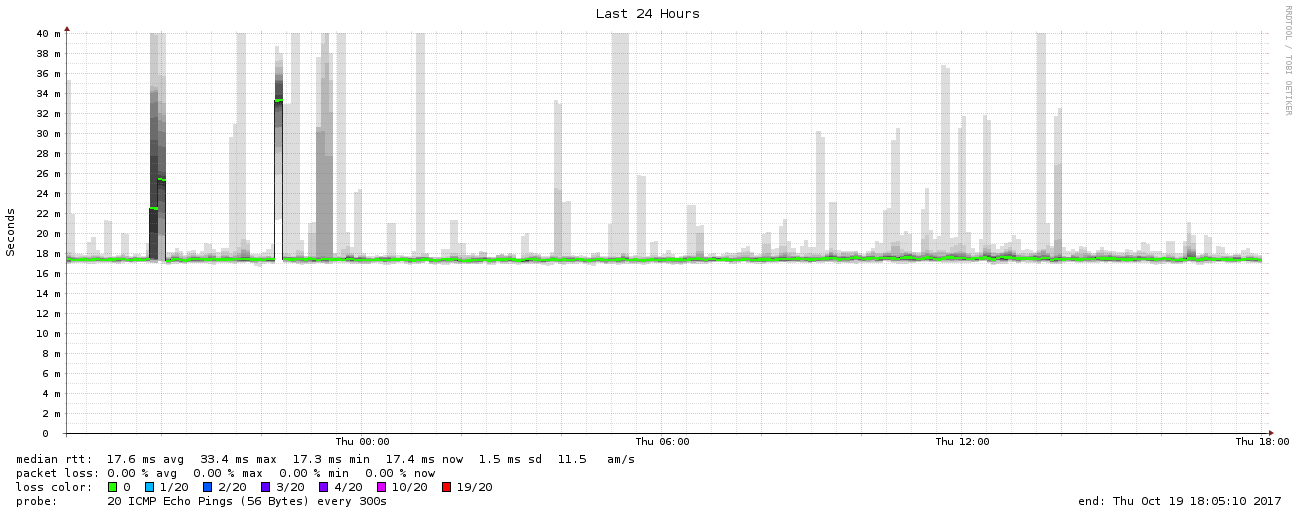 Last 24 Hours
RRDTOOL / TOBI OETIKER
Seconds
40 m
38 m
36 m
34 m
32 m
30 m
28 m
26 m
24 m
22 m
20 m
18 m
16 m
14 m
12 m
10 m
8 m
6 m
4 m
2 m
0
Thu 00:00 Thu 06:00 Thu 12:00 Thu 18:00
median rtt: 17.6 ms avg 33.4 ms max 17.3 ms min 17.4 ms now 1.5 ms sd 11.5 am/s
packet loss: 0.00 % avg 0.00 % max 0.00 % min 0.00 % now
loss color: 0 1/20 2/20 3/20 4/20 10/20 19/20
probe: 20 ICMP Echo Pings (56 Bytes) every 300s end: Thu Oct 19 18:05:10 2017